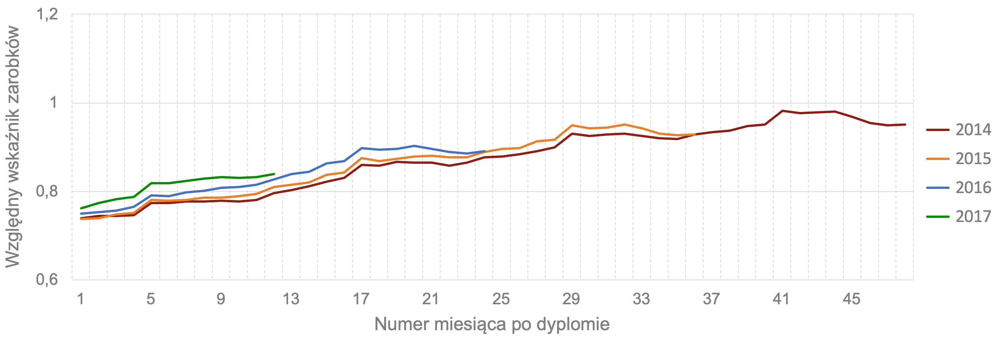 Względny wskaźnik zarobków
1,2
1
0,8
0,6
1 5 9 13 17 21 25 29 33 37 41 45
Numer miesiąca po dyplomie
2014
2015
2016
2017